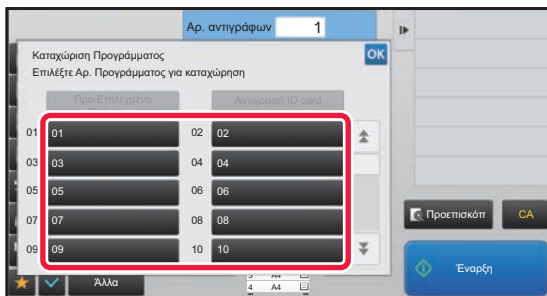 Αρ. αντιγράφων 1
Καταχώριση Προγράμματος
OK
Επιλέξτε Αρ. Προγράμματος για καταχώρηση
Προ-Επιλεγμένο
Αντιγραφή ID card
01 01 02 02
03 03 04 04
05 05 06 06
07 07 08 08
09 09 10 10
Προεπισκόπ
CA
Έναρξη
Άλλα
3 A4
4 A4